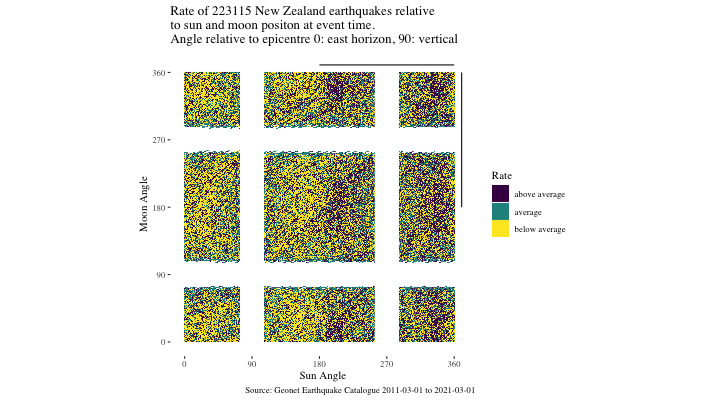 Rate of 223115 New Zealand earthquakes relative
to sun and moon positon at event time.
Angle relative to epicentre 0: east horizon, 90: vertical
360
270
180
90
0
Moon Angle
0 90 180 270 360
Sun Angle
Rate
above average
average
below average
Source: Geonet Earthquake Catalogue 2011-03-01 to 2021-03-01